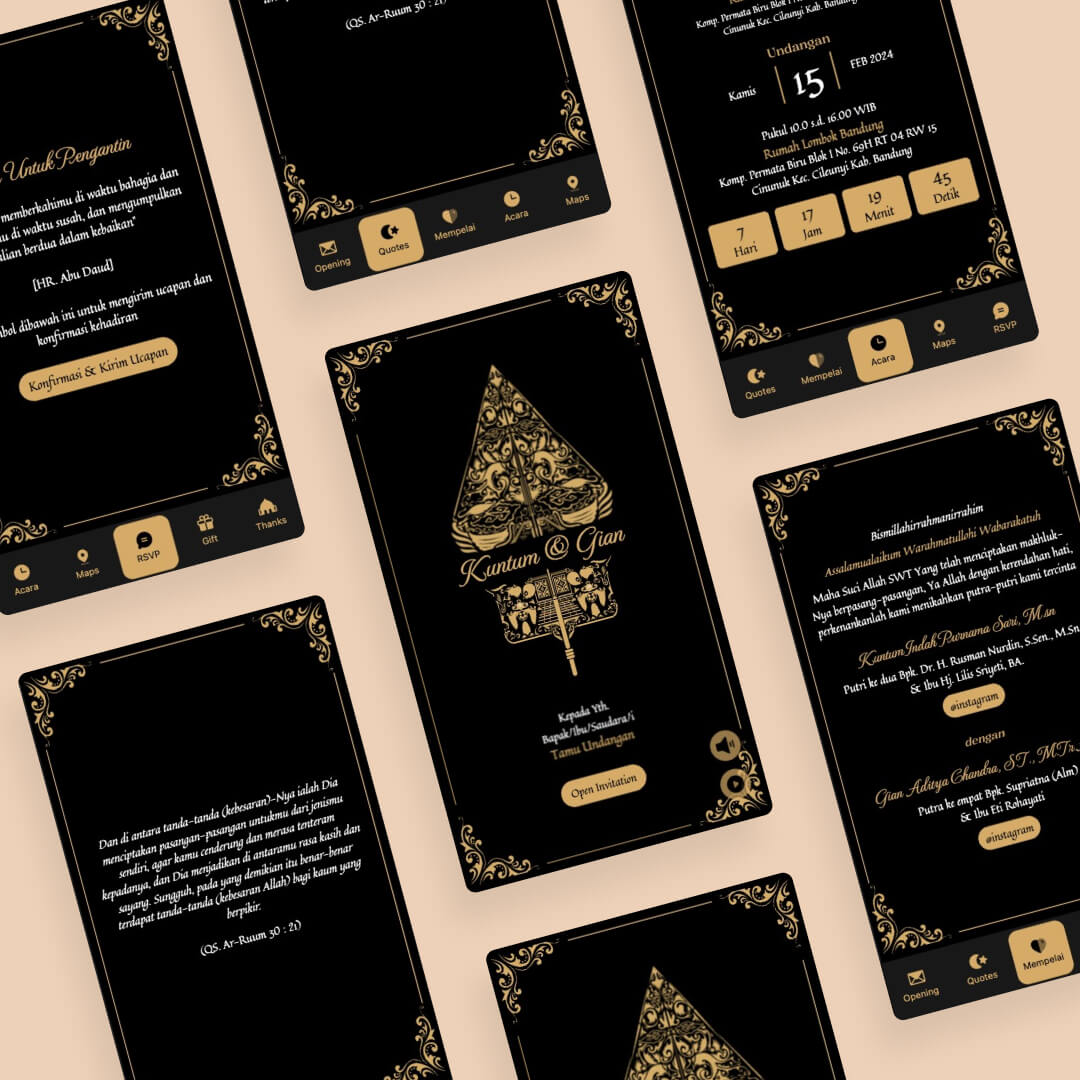 Untuk Pengantin
memberkahimu di waktu bahagia dan
di waktu susah, dan mengumpulkan
kalian berdua dalam kebaikan"
[HR. Abu Daud]
dibawah ini untuk mengirim ucapan dan
konfirmasi kehadiran
Konfirmasi & Kirim Ucapan
Acara
Maps
RSVP
Gift
Thanks
(QS. Ar-Ruum 30 : 21)
Opening
Quotes
Mempelai
Acara
Maps
Komp. Permata Biru Blok I
Cinunuk Kec. Cileunyi Kab. Bandung
Undangan
Kamis
15
FEB 2024
Pukul 10.0 s.d. 16.00 WIB
Rumah Lombok Bandung
Komp. Permata Biru Blok I No. 69H RT 04 RW 15
Cinunuk Kec. Cileunyi Kab. Bandung
7
Hari
17
Jam
19
Menit
45
Detik
Quotes
Mempelai
Acara
Maps
RSVP
Kuntum & Gian
Kepada Yth.
Bapak/Ibu/Saudara/i
Tamu Undangan
Open Invitation
Bismillahirrahmanirrahim
Assalamualaikum Warahmatullohi Wabarakatuh
Maha Suci Allah SWT Yang telah menciptakan makhluk-
Nya berpasang-pasangan, Ya Allah dengan kerendahan hati,
perkenankanlah kami menikahkan putra-putri kami tercinta
Kuntum Indah Purnama Sari, M.sn
Putri ke dua Bpk. Dr. H. Rusman Nurdin, S.Sen., M.Sn
& Ibu Hj. Lilis Sriyeti, BA.
@instagram
dengan
Gian Aditya Chandra, ST., M.Tr.
Putra ke empat Bpk. Supriatna (Alm)
& Ibu Eti Rohayati
@instagram
Opening
Quotes
Mempelai
Dan di antara tanda-tanda (kebesaran)-Nya ialah Dia
menciptakan pasangan-pasangan untukmu dari jenismu
sendiri, agar kamu cenderung dan merasa tenteram
kepadanya, dan Dia menjadikan di antaramu rasa kasih dan
sayang. Sungguh, pada yang demikian itu benar-benar
terdapat tanda-tanda (kebesaran Allah) bagi kaum yang
berpikir.
(QS. Ar-Ruum 30 : 21)